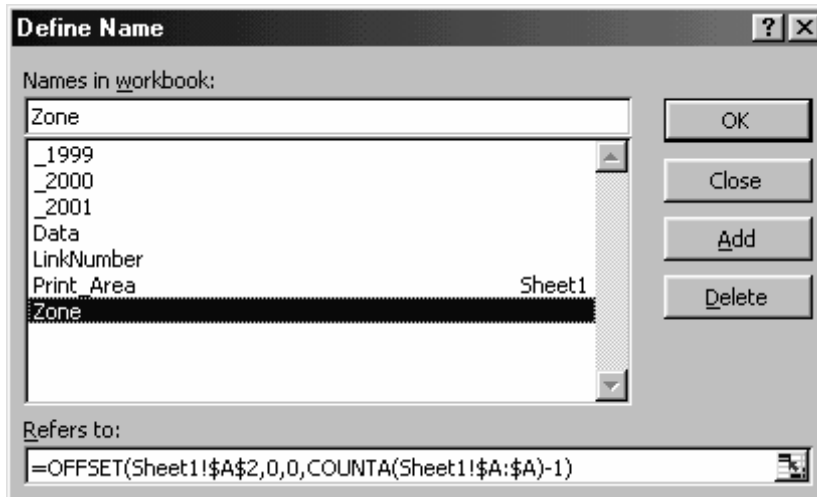 Define Name
Names in workbook:
Zone
OK
_1999
_2000
_2001
Data
LinkNumber
Print_Area Sheet1
Zone
Close
Add
Delete
Refers to:
=OFFSET(Sheet1!$A$2,0,0,COUNTA(Sheet1!$A:$A)-1)